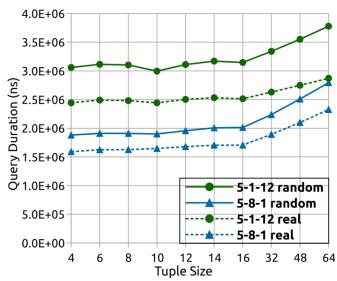 4.0E+06
3.5E+06
3.0E+06
2.5E+06
2.0E+06
1.5E+06
1.0E+06
5.0E+05
0.0E+00
Query Duration (ns)
5-1-12 random
5-8-1 random
5-1-12 real
5-8-1 real
4 6 8 10 12 14 16 32 48 64
Tuple Size